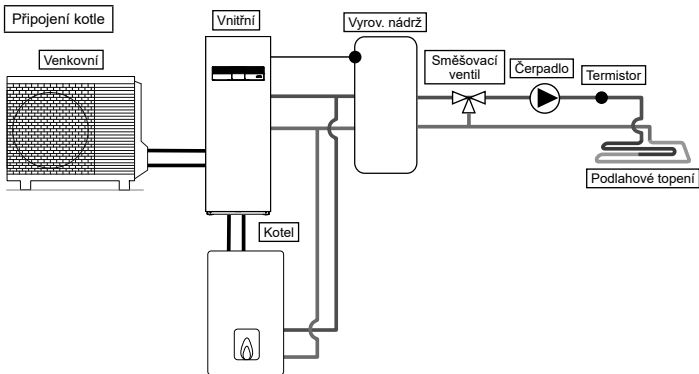 Připojení kotle
Venkovní
Vnitřní
Vyrov. nádrž
Směšovací
ventil
Čerpadlo
Termistor
Podlahové topení
Kotel